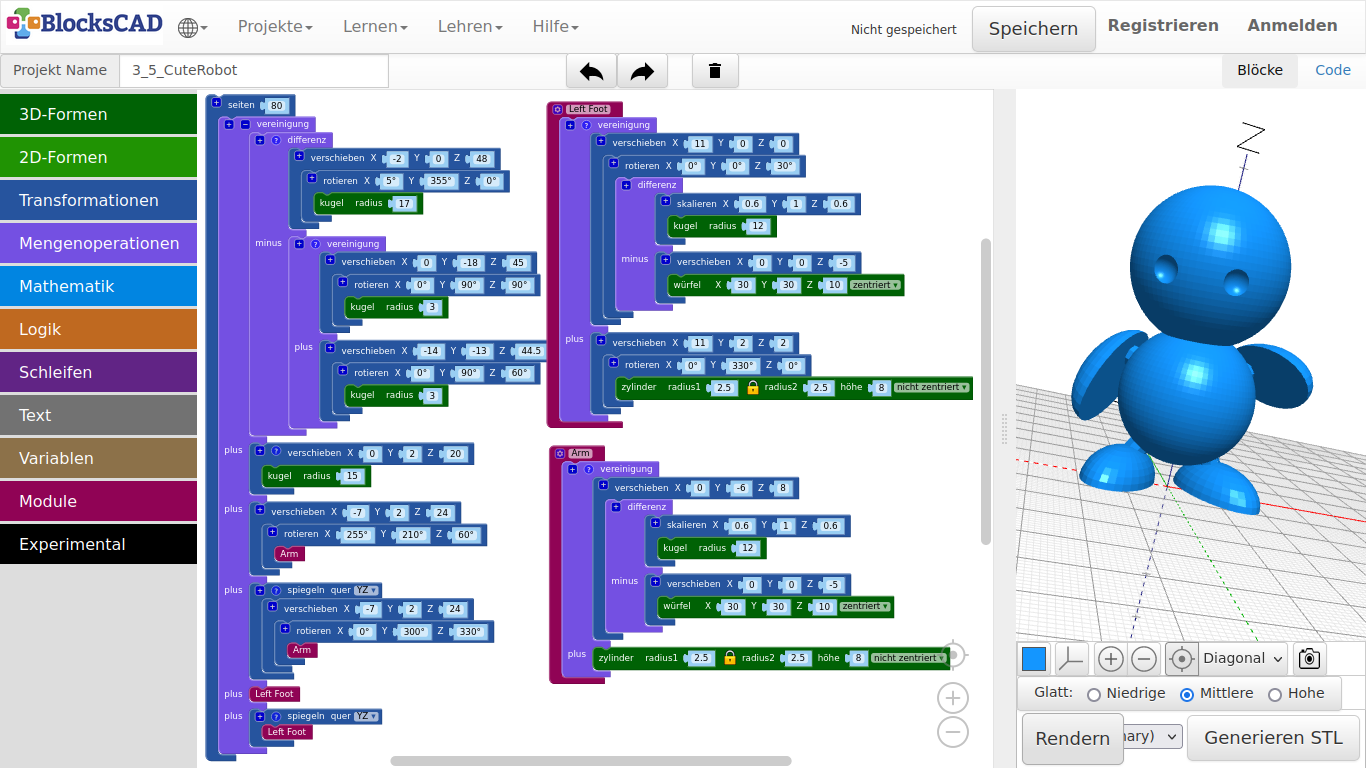 BlocksCAD
Projekte
Lernen
Lehren
Hilfe
Nicht gespeichert
Speichern
Registrieren
Anmelden
Projekt Name
3_5_CuteRobot
Blöcke
Code
3D-Formen
2D-Formen
Transformationen
Mengenoperationen
Mathematik
Logik
Schleifen
Text
Variablen
Module
Experimental
seiten 80
vereinigung
differenz
verschieben X -2 Y 0 Z 48
rotieren X 5° Y 355° Z 0°
kugel radius 17
minus vereinigung
verschieben X 0 Y -18 Z 45
rotieren X 0° Y 90° Z 90°
kugel radius 3
plus verschieben X -14 Y -13 Z 44.5
rotieren X 0° Y 90° Z 60°
kugel radius 3
plus verschieben X 0 Y 2 Z 20
kugel radius 15
plus verschieben X -7 Y 2 Z 24
rotieren X 255° Y 210° Z 60°
Arm
plus spiegeln quer YZ
verschieben X -7 Y 2 Z 24
rotieren X 0° Y 300° Z 330°
Arm
plus Left Foot
plus spiegeln quer YZ
Left Foot
Left Foot
vereinigung
verschieben X 11 Y 0 Z 0
rotieren X 0° Y 0° Z 30°
differenz
skalieren X 0.6 Y 1 Z 0.6
kugel radius 12
minus verschieben X 0 Y 0 Z -5
würfel X 30 Y 30 Z 10 zentriert
plus verschieben X 11 Y 2 Z 2
rotieren X 0° Y 330° Z 0°
zylinder radius1 2.5 radius2 2.5 höhe 8 nicht zentriert
Arm
vereinigung
verschieben X 0 Y -6 Z 8
differenz
skalieren X 0.6 Y 1 Z 0.6
kugel radius 12
minus verschieben X 0 Y 0 Z -5
würfel X 30 Y 30 Z 10 zentriert
plus zylinder radius1 2.5 radius2 2.5 höhe 8 nicht zentriert
Z
Diagonal
Glatt: Niedrige Mittlere Hohe
Rendern
nary)
Generieren STL